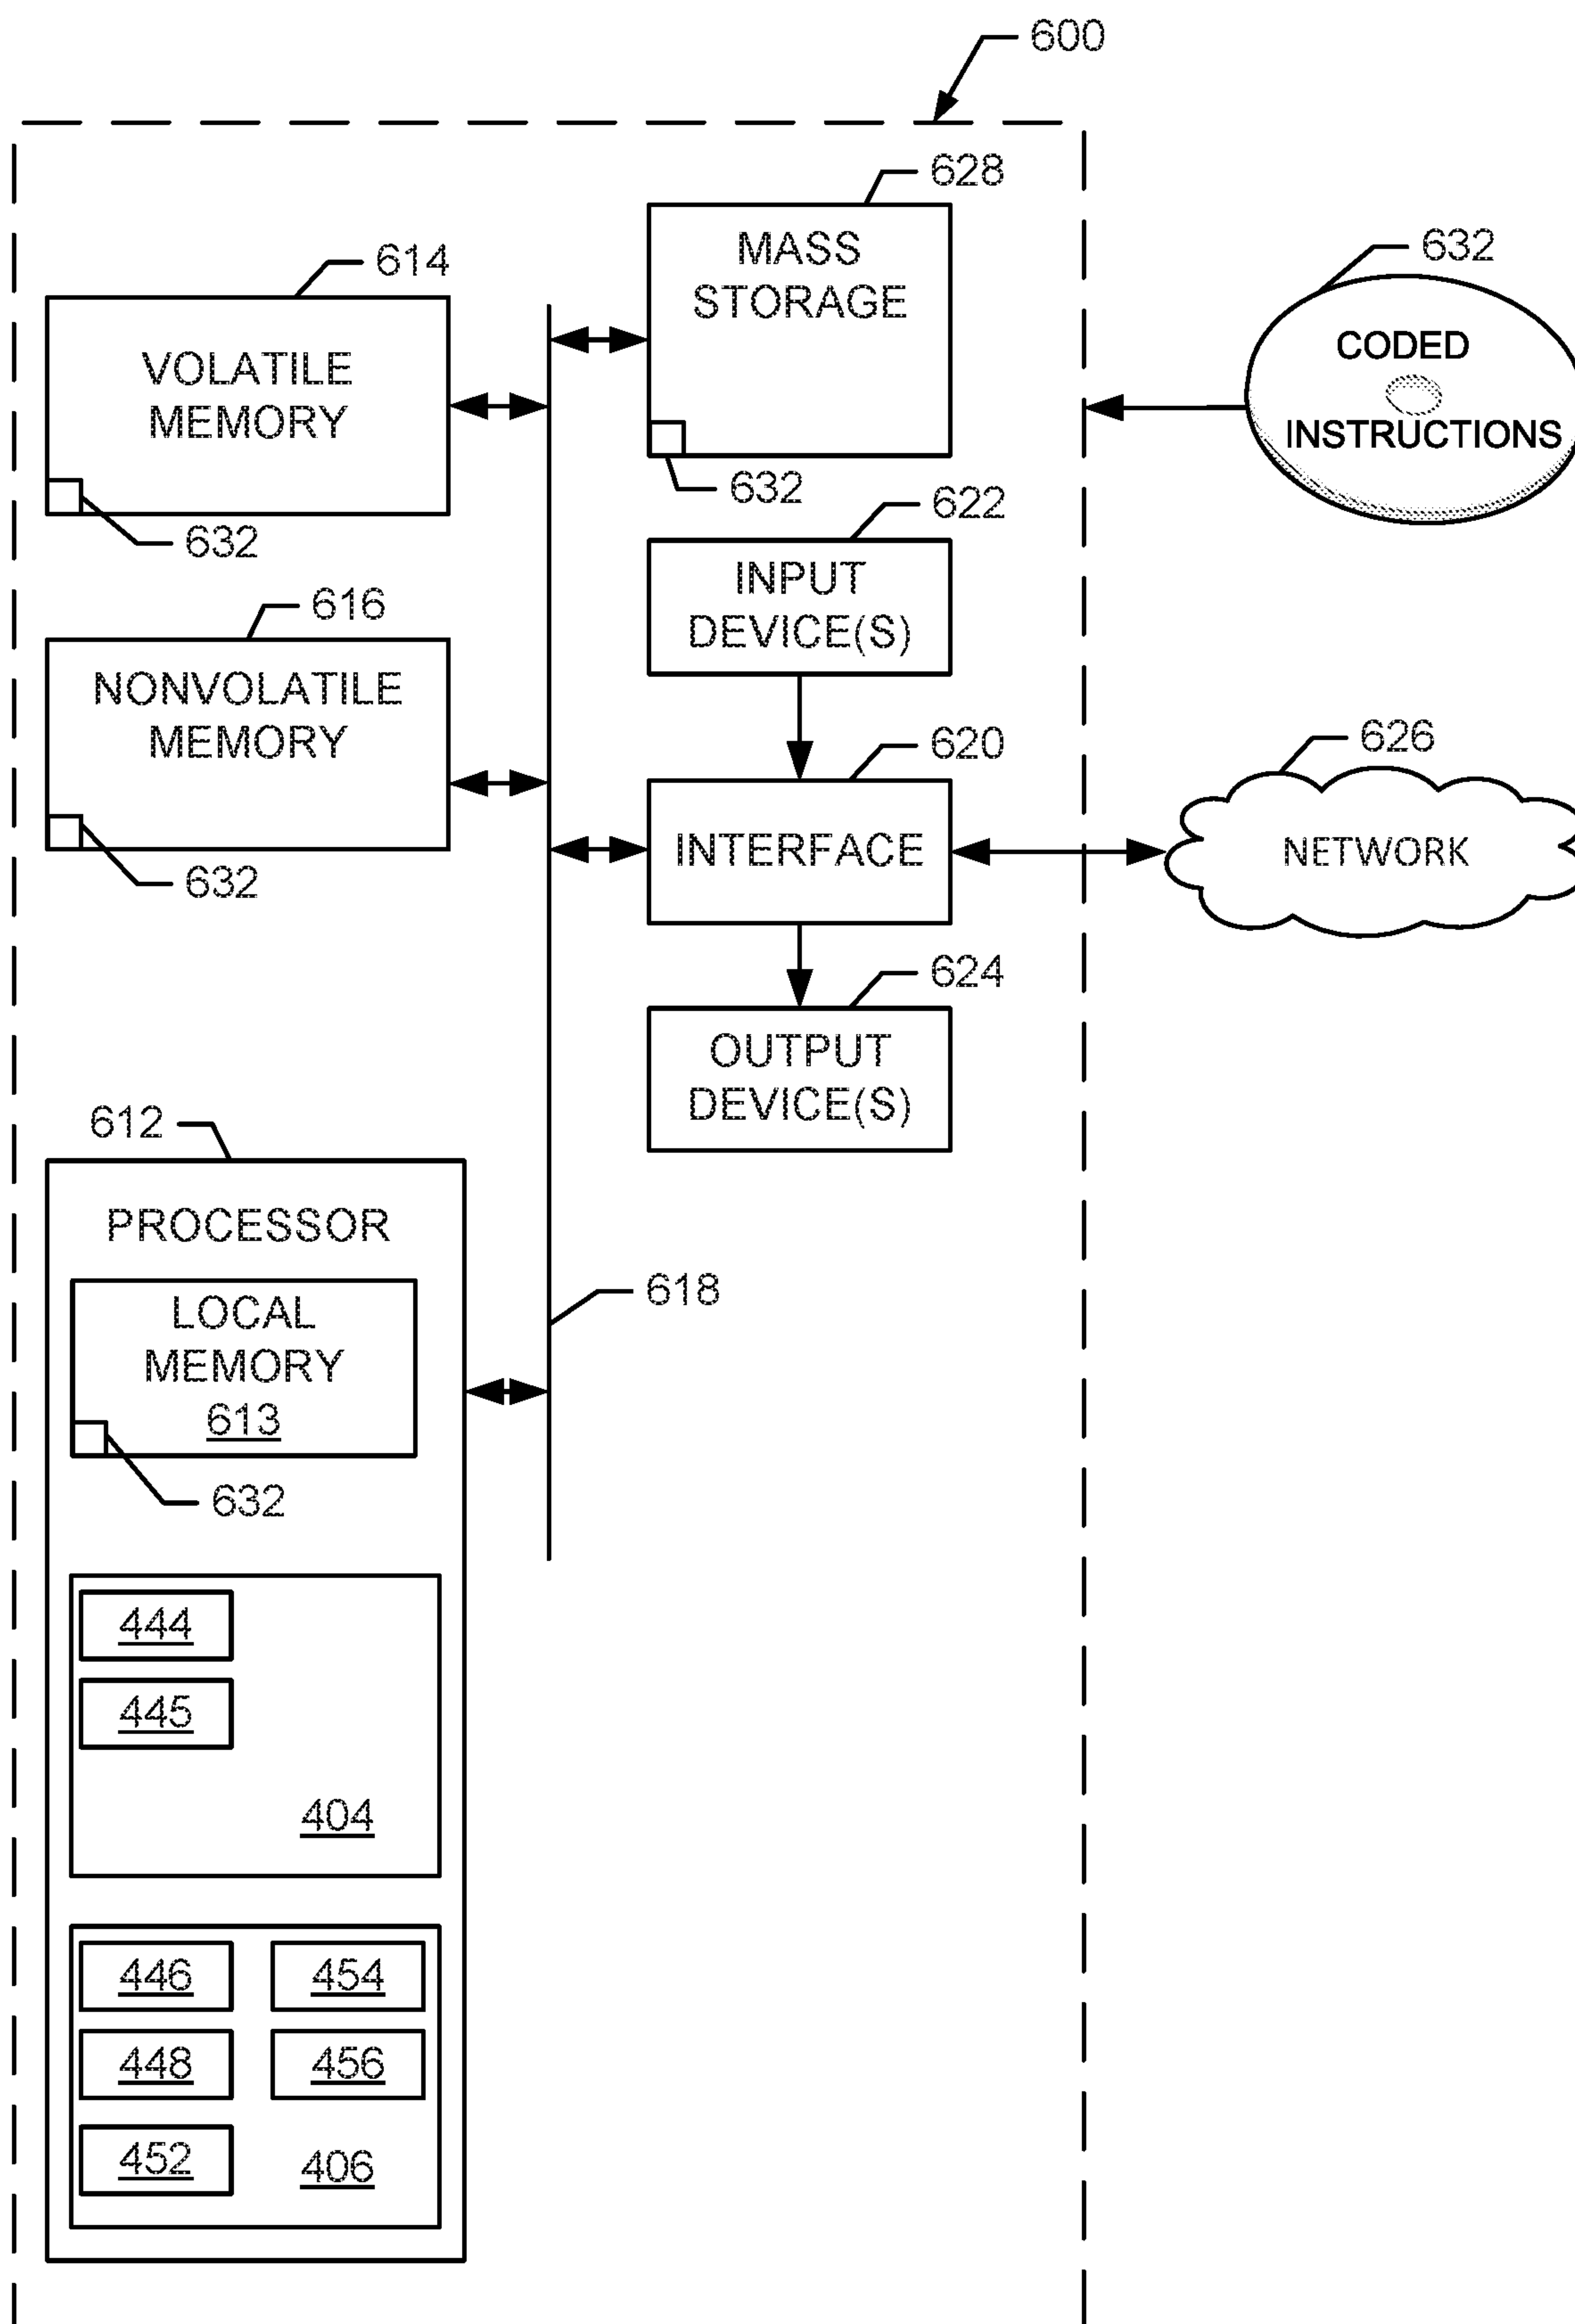 600
628
MASS
STORAGE
632
614
VOLATILE
MEMORY
632
632
CODED
INSTRUCTIONS
622
INPUT
DEVICE(S)
616
NONVOLATILE
MEMORY
632
620
INTERFACE
626
NETWORK
624
OUTPUT
DEVICE(S)
612
PROCESSOR
LOCAL
MEMORY
613
632
618
444
445
404
446
454
448
456
452
406